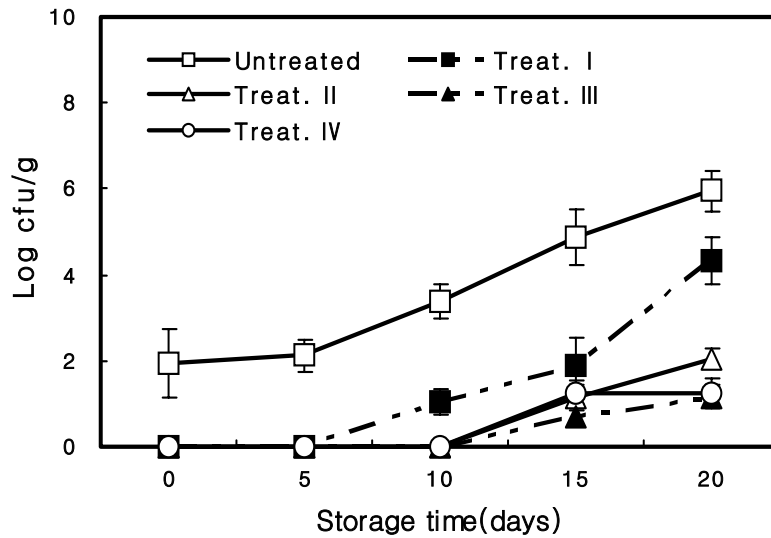 10
8
6
4
2
0
Log cfu/g
Untreated
Treat. I
Treat. II
Treat. III
Treat. IV
0 5 10 15 20
Storage time(days)